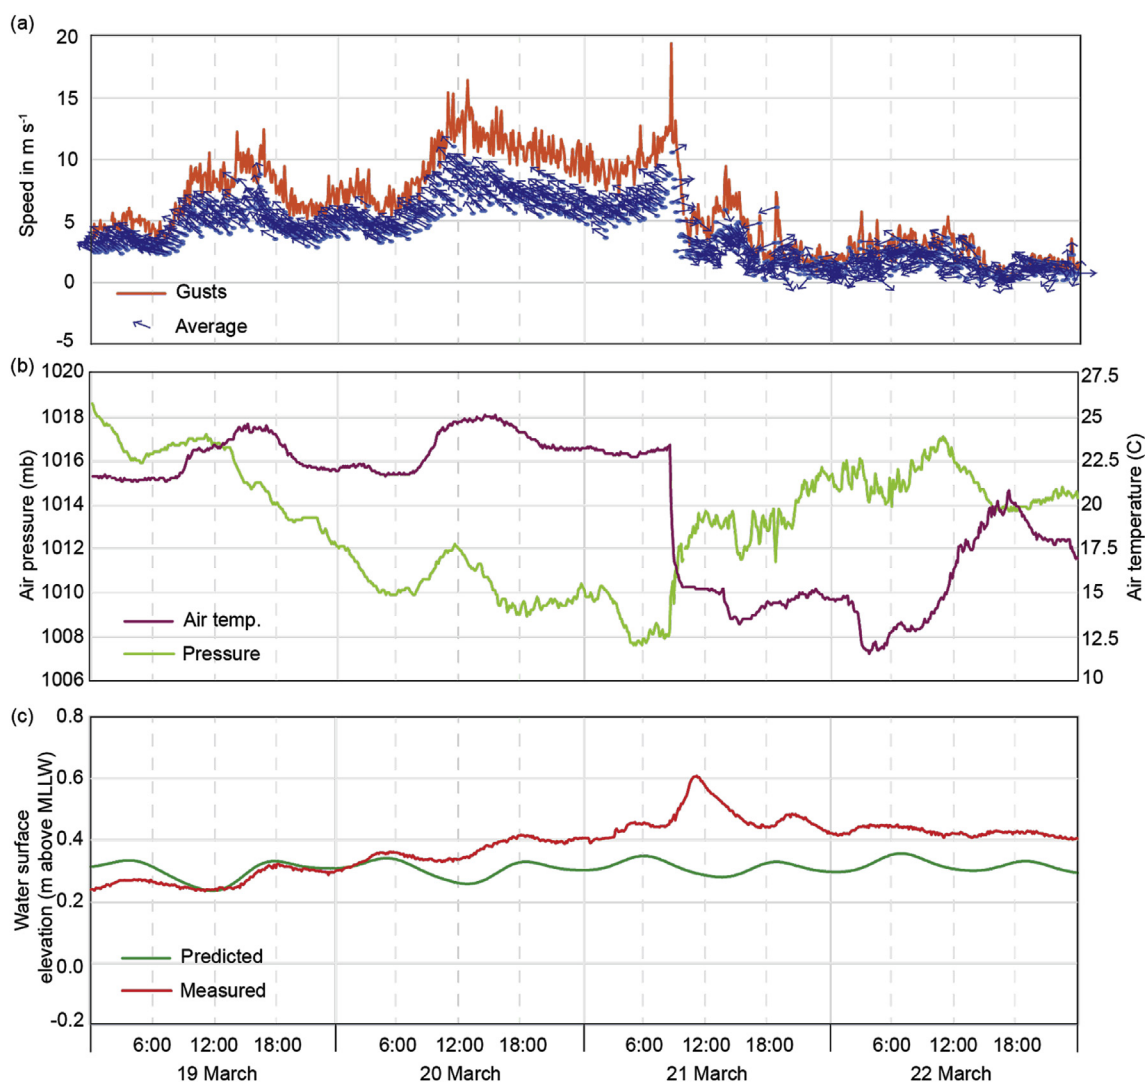 (a)
20
15
10
5
0
-5
Speed in m s⁻¹
Gusts
Average
(b)
1020
1018
1016
1014
1012
1010
1008
1006
Air pressure (mb)
27.5
25
22.5
20
17.5
15
12.5
10
Air temperature (C)
Air temp.
Pressure
(c)
0.8
0.6
0.4
0.2
0.0
-0.2
Water surface
elevation (m above MLLW)
Predicted
Measured
6:00 12:00 18:00 6:00 12:00 18:00 6:00 12:00 18:00 6:00 12:00 18:00
19 March 20 March 21 March 22 March